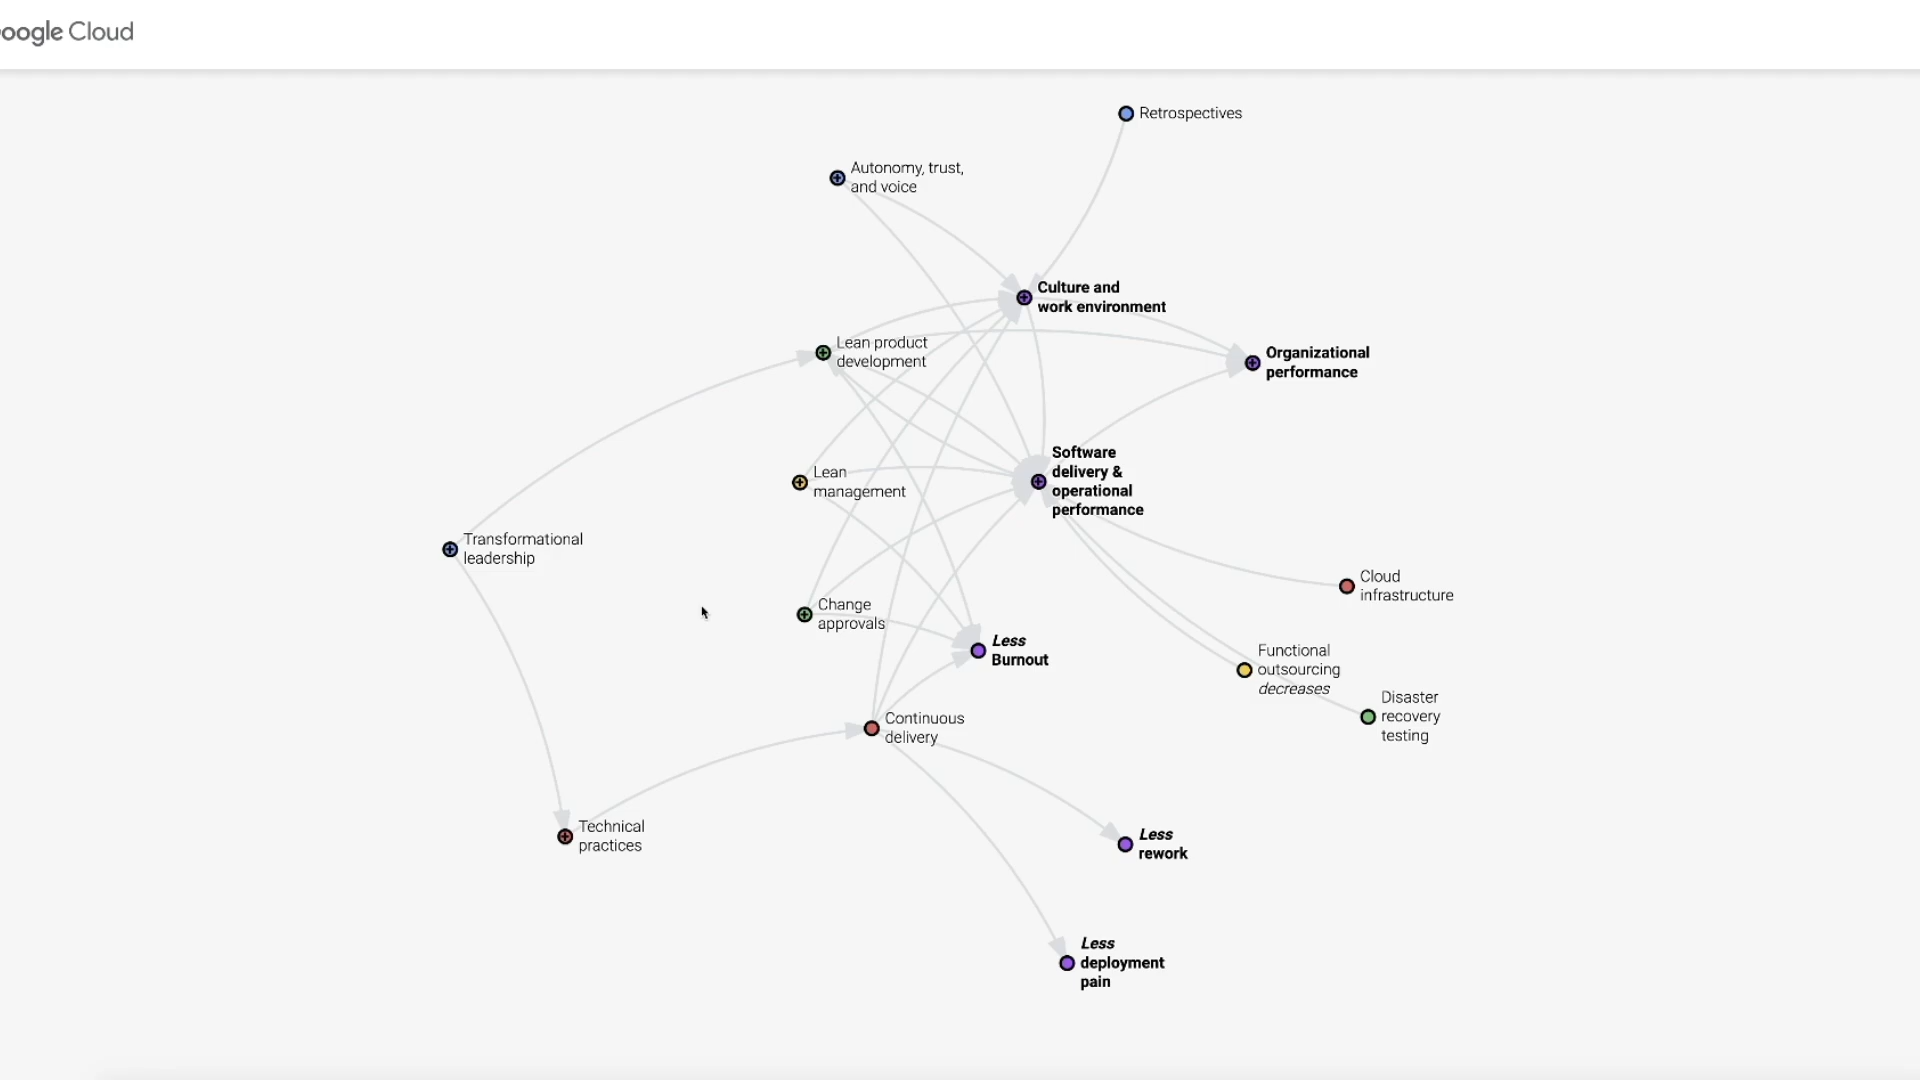 oogle Cloud
Retrospectives
Autonomy, trust,
and voice
Culture and
work environment
Lean product
development
Organizational
performance
Software
delivery &
operational
performance
Lean
management
Transformational
leadership
Cloud
infrastructure
Change
approvals
Less
Burnout
Functional
outsourcing
decreases
Disaster
recovery
testing
Continuous
delivery
Technical
practices
Less
rework
Less
deployment
pain